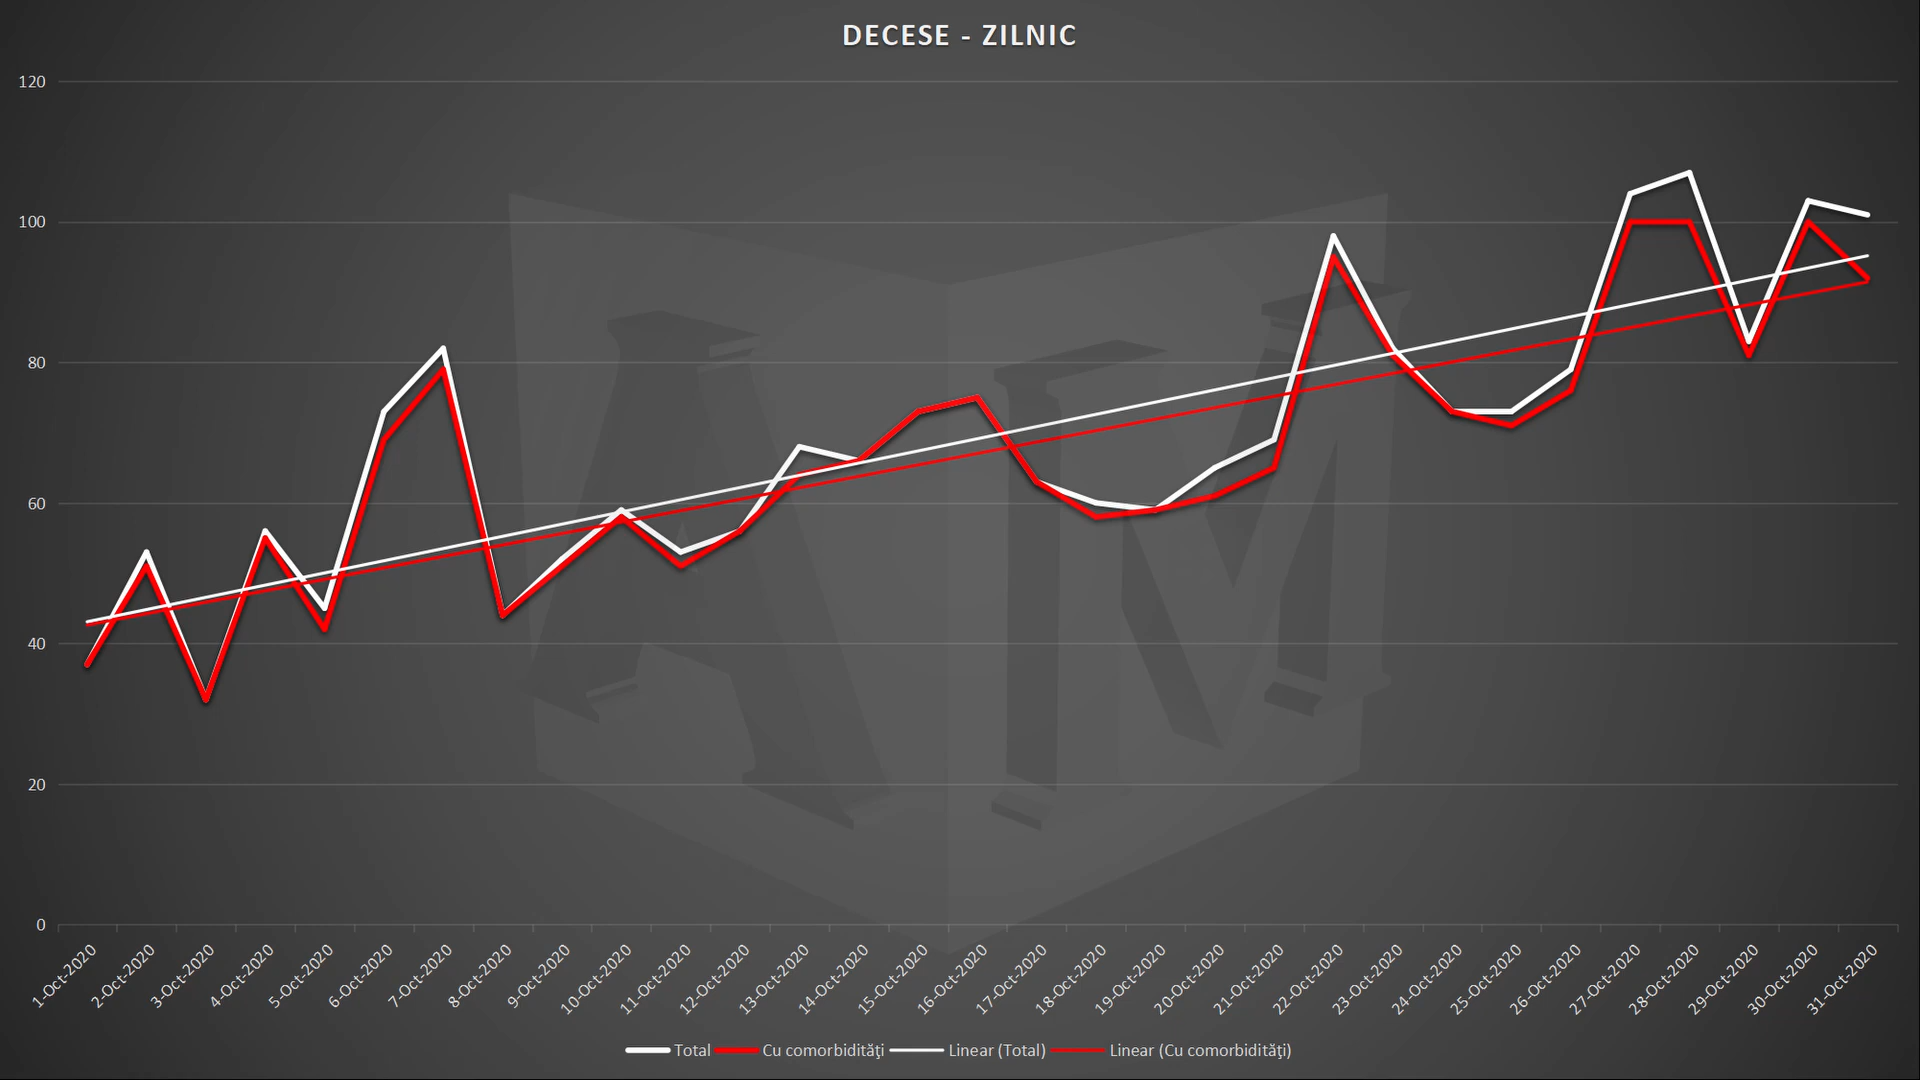 DECESE - ZILNIC
120
100
80
60
40
20
0
1-Oct-2020
2-Oct-2020
3-Oct-2020
4-Oct-2020
5-Oct-2020
6-Oct-2020
7-Oct-2020
8-Oct-2020
9-Oct-2020
10-Oct-2020
11-Oct-2020
12-Oct-2020
13-Oct-2020
14-Oct-2020
15-Oct-2020
16-Oct-2020
17-Oct-2020
18-Oct-2020
19-Oct-2020
20-Oct-2020
21-Oct-2020
22-Oct-2020
23-Oct-2020
24-Oct-2020
25-Oct-2020
26-Oct-2020
27-Oct-2020
28-Oct-2020
29-Oct-2020
30-Oct-2020
31-Oct-2020
Total Cu comorbidități Linear (Total) Linear (Cu comorbidități)